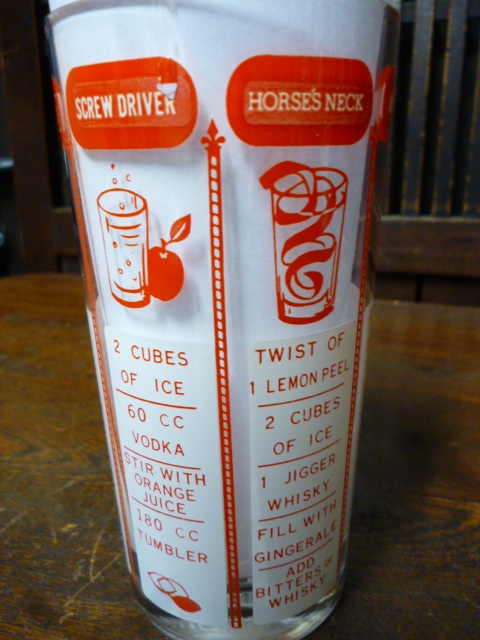 SCREW DRIVER
2 CUBES
OF ICE
60 CC
VODKA
STIR WITH
ORANGE
JUICE
180 CC
TUMBLER
HORSE'S NECK
TWIST OF
1 LEMON PEEL
2 CUBES
OF ICE
1 JIGGER
WHISKY
FILL WITH
GINGERALE
ADD
BITTERS or
WHISKY